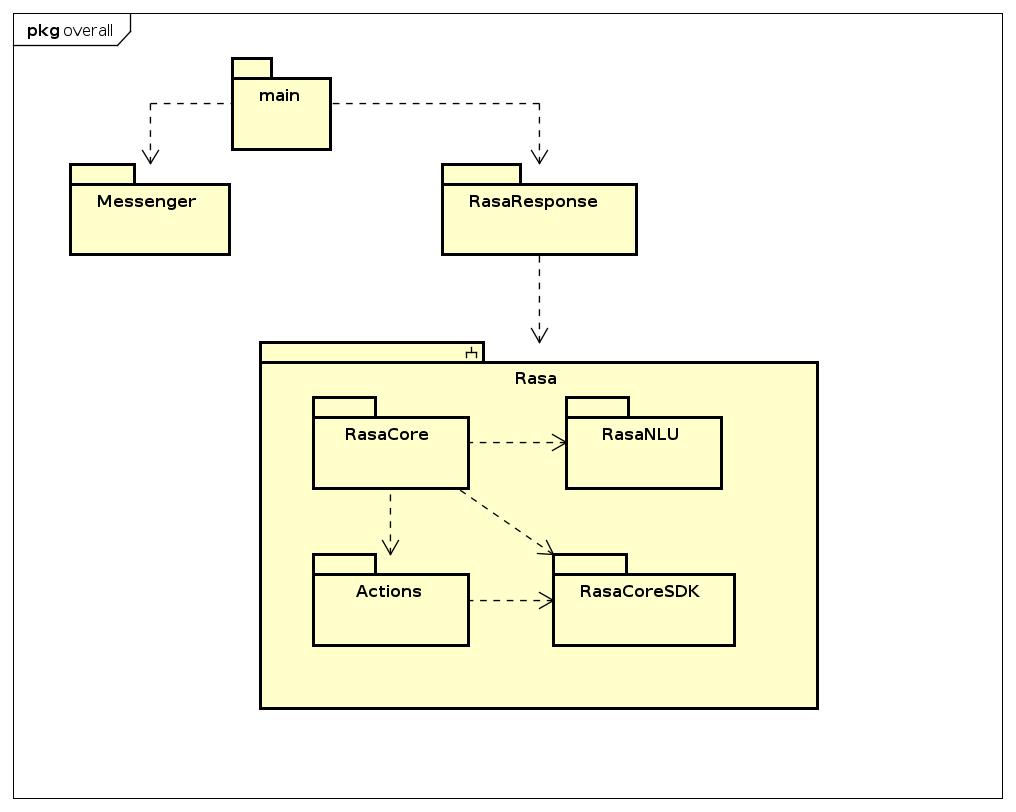 pkg overall
main
Messenger
RasaResponse
Rasa
RasaCore
RasaNLU
Actions
RasaCoreSDK